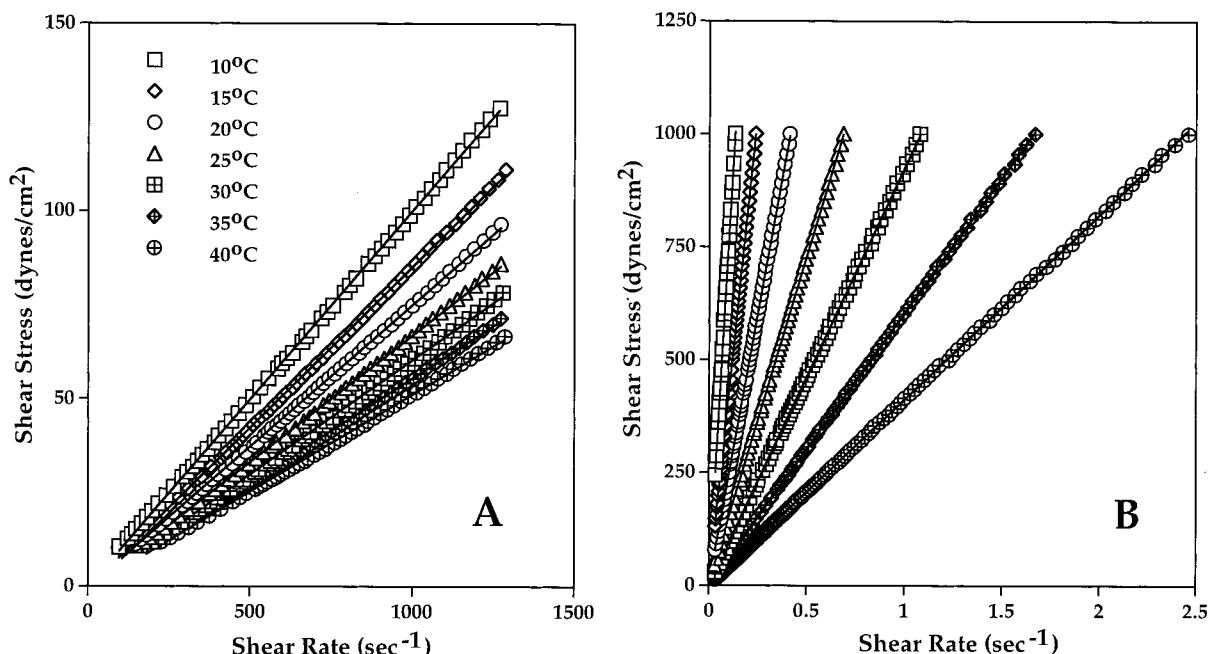 150
100
50
0
0
500
1000
1500
Shear Stress (dynes/cm²)
Shear Rate (sec⁻¹)
10°C
15°C
20°C
25°C
30°C
35°C
40°C
A
1250
1000
750
500
250
0
0
0.5
1
1.5
2
2.5
Shear Stress (dynes/cm²)
Shear Rate (sec⁻¹)
B